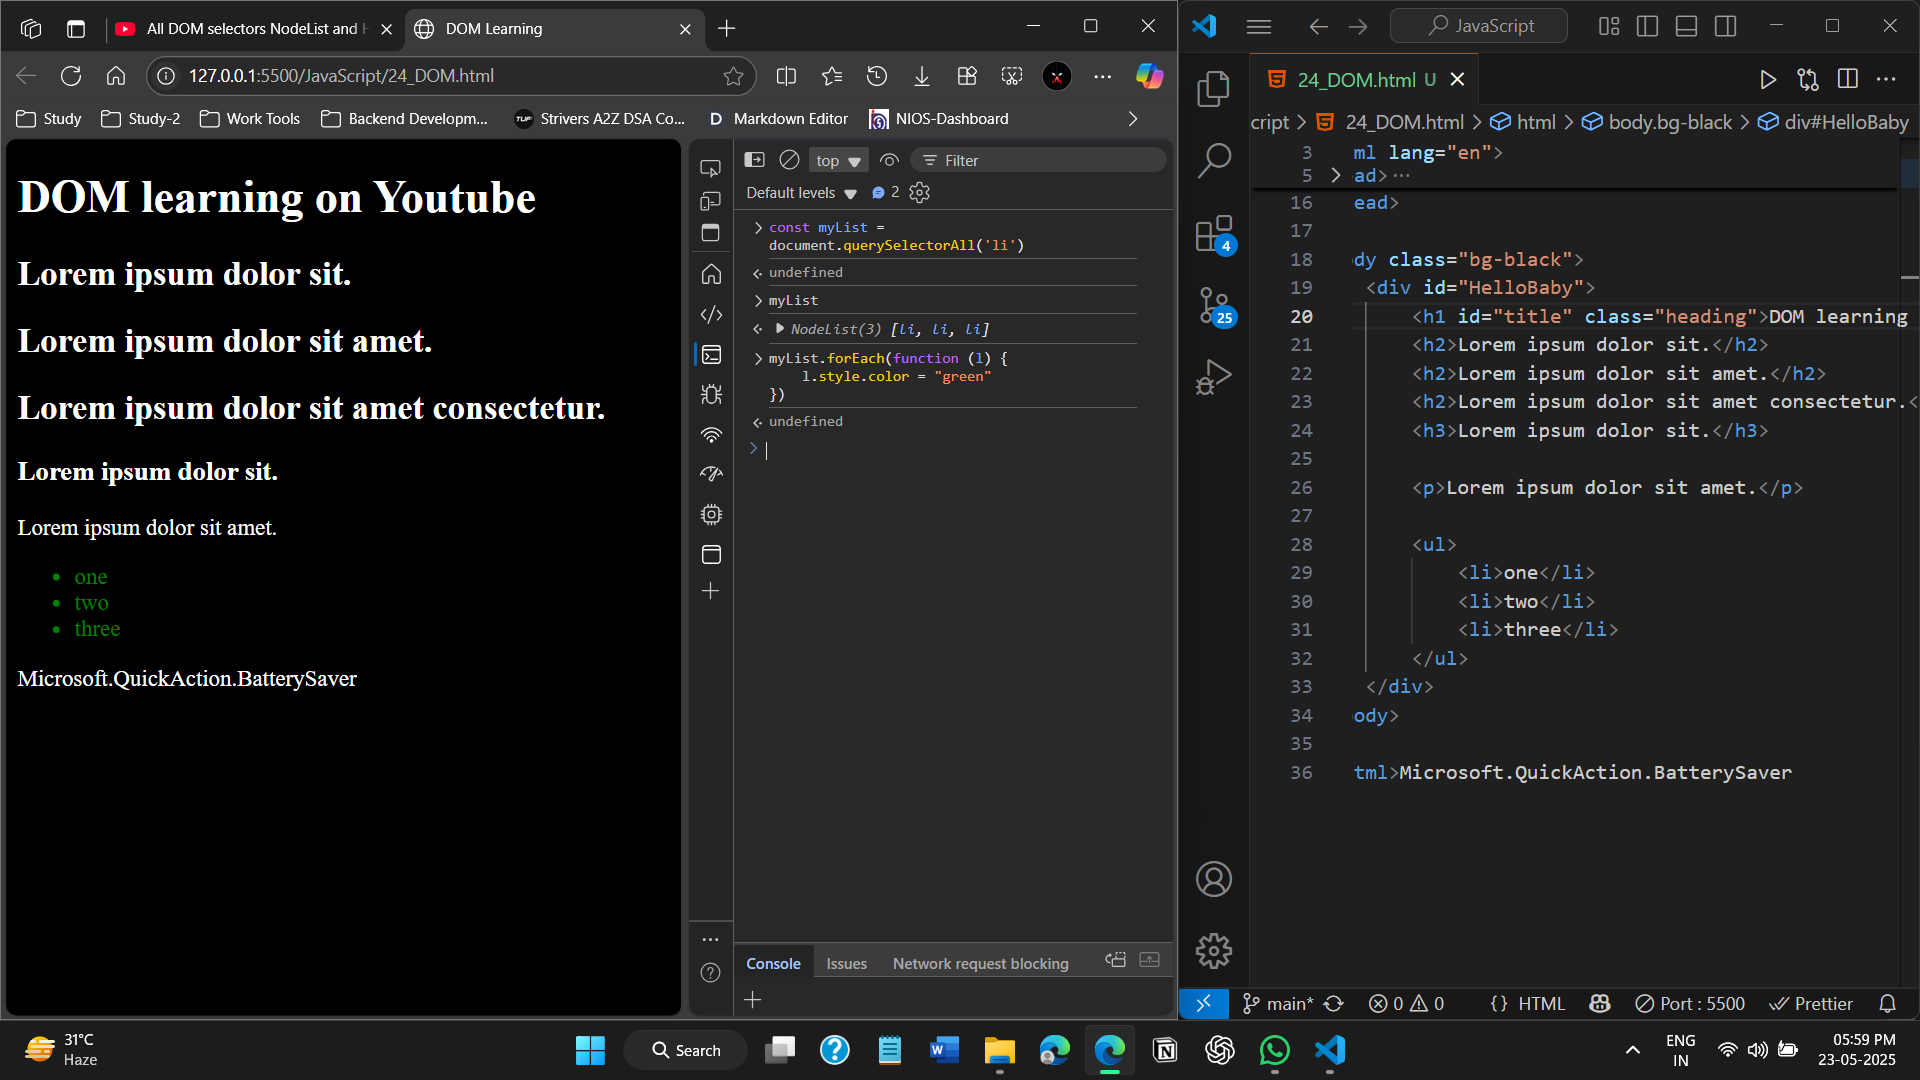 All DOM selectors NodeList and H
DOM Learning
127.0.0.1:5500/JavaScript/24_DOM.html
Study
Study-2
Work Tools
Backend Developm...
TUF
Strivers A2Z DSA Co...
D
Markdown Editor
NIOS-Dashboard
DOM learning on Youtube
Lorem ipsum dolor sit.
Lorem ipsum dolor sit amet.
Lorem ipsum dolor sit amet consectetur.
Lorem ipsum dolor sit.
Lorem ipsum dolor sit amet.
one
two
three
Microsoft.QuickAction.BatterySaver
top
Filter
Default levels
2
const myList =
document.querySelectorAll('li')
undefined
myList
NodeList(3) [li, li, li]
myList.forEach(function (l) {
l.style.color = "green"
})
undefined
Console
Issues
Network request blocking
JavaScript
24_DOM.html U
cript > 24_DOM.html > html > body.bg-black > div#HelloBaby
4
25
3 ml lang="en">
5 ad>...
16 ead>
17
18 dy class="bg-black">
19 <div id="HelloBaby">
20 <h1 id="title" class="heading">DOM learning
21 <h2>Lorem ipsum dolor sit.</h2>
22 <h2>Lorem ipsum dolor sit amet.</h2>
23 <h2>Lorem ipsum dolor sit amet consectetur.<
24 <h3>Lorem ipsum dolor sit.</h3>
25
26 <p>Lorem ipsum dolor sit amet.</p>
27
28 <ul>
29 <li>one</li>
30 <li>two</li>
31 <li>three</li>
32 </ul>
33 </div>
34 ody>
35
36 tml>Microsoft.QuickAction.BatterySaver
main*
0
0
{} HTML
Port : 5500
Prettier
31°C
Haze
Search
ENG
IN
05:59 PM
23-05-2025